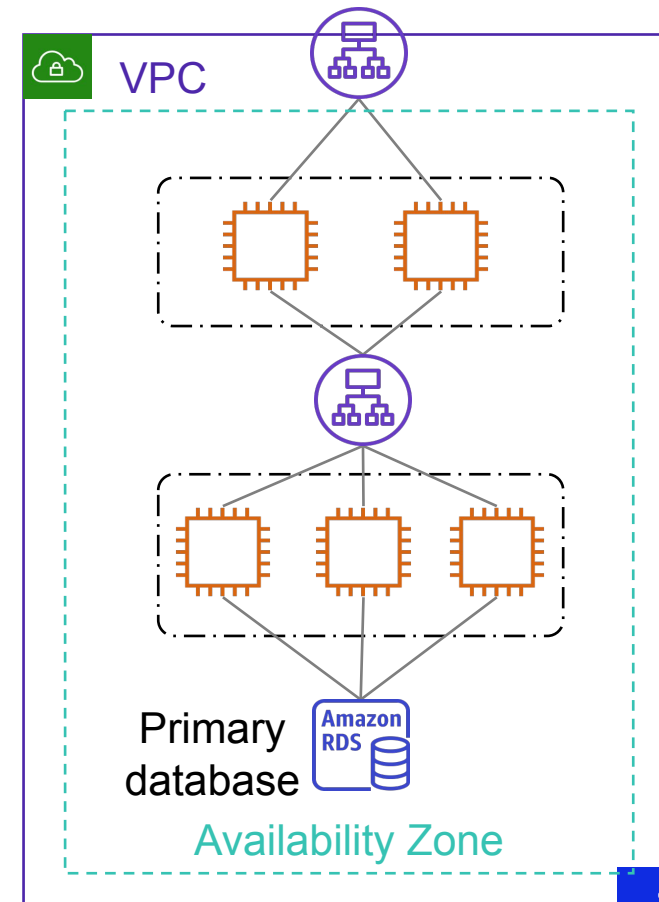 VPC
Primary
database
Amazon
RDS
Availability Zone